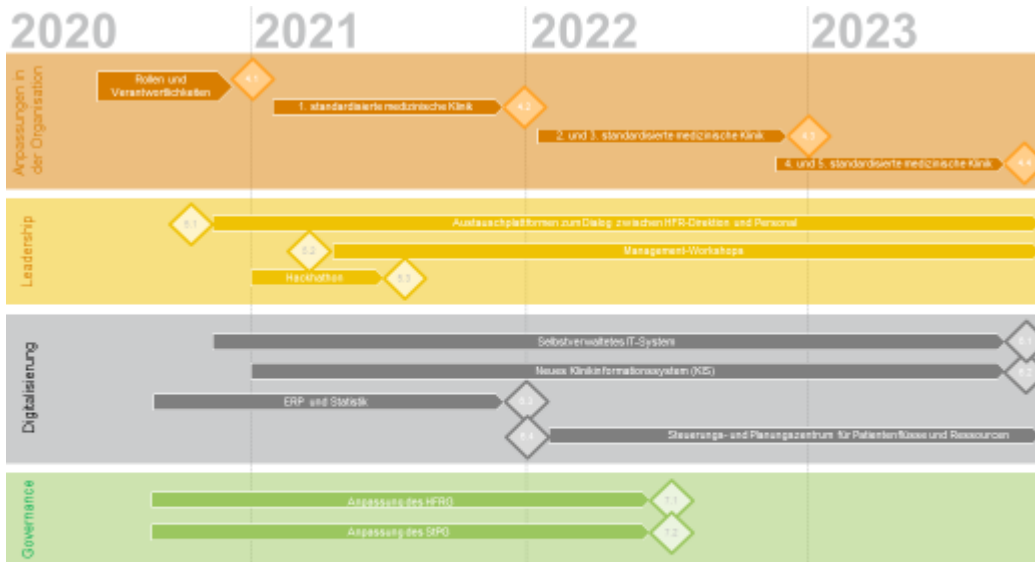 2020 2021 2022 2023
Anpassungen in
der Organisation
Rollen und
Verantwortlichkeiten
4.1
1. standardisierte medizinische Klinik
4.2
2. und 3. standardisierte medizinische Klinik
4.3
4. und 5. standardisierte medizinische Klinik
4.4
Leadership
5.1
Austauschplattformen zum Dialog zwischen HFR-Direktion und Personal
5.2
Management-Workshops
Hackhathon
5.3
Digitalisierung
Selbstverwaltetes IT-System
6.1
Neues Klinikinformationssystem (KIS)
6.2
ERP und Statistik
6.3
6.4
Steuerungs- und Planungszentrum für Patientenflüsse und Ressourcen
Governance
Anpassung des HFRG
7.1
Anpassung des StPG
7.2